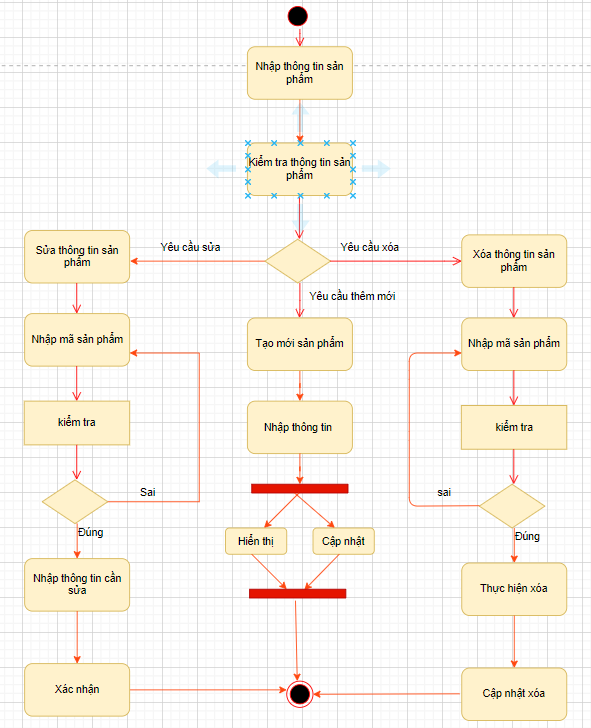 Nhập thông tin sản
phẩm
Kiểm tra thông tin sản
phẩm
Yêu cầu sửa
Yêu cầu xóa
Sửa thông tin sản
phẩm
Xóa thông tin sản
phẩm
Yêu cầu thêm mới
Nhập mã sản phẩm
Tạo mới sản phẩm
Nhập mã sản phẩm
kiểm tra
Nhập thông tin
kiểm tra
Sai
sai
Đúng
Hiển thị
Cập nhật
Đúng
Nhập thông tin cần
sửa
Thực hiện xóa
Xác nhận
Cập nhật xóa